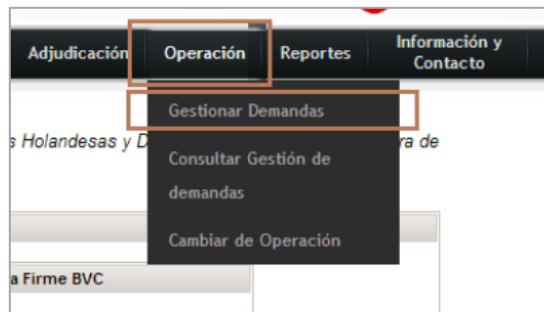 Adjudicación Operación Reportes Información y
Contacto
Gestionar Demandas
s Holandesas y D ra de
Consultar Gestión de
demandas
Cambiar de Operación
a Firme BVC